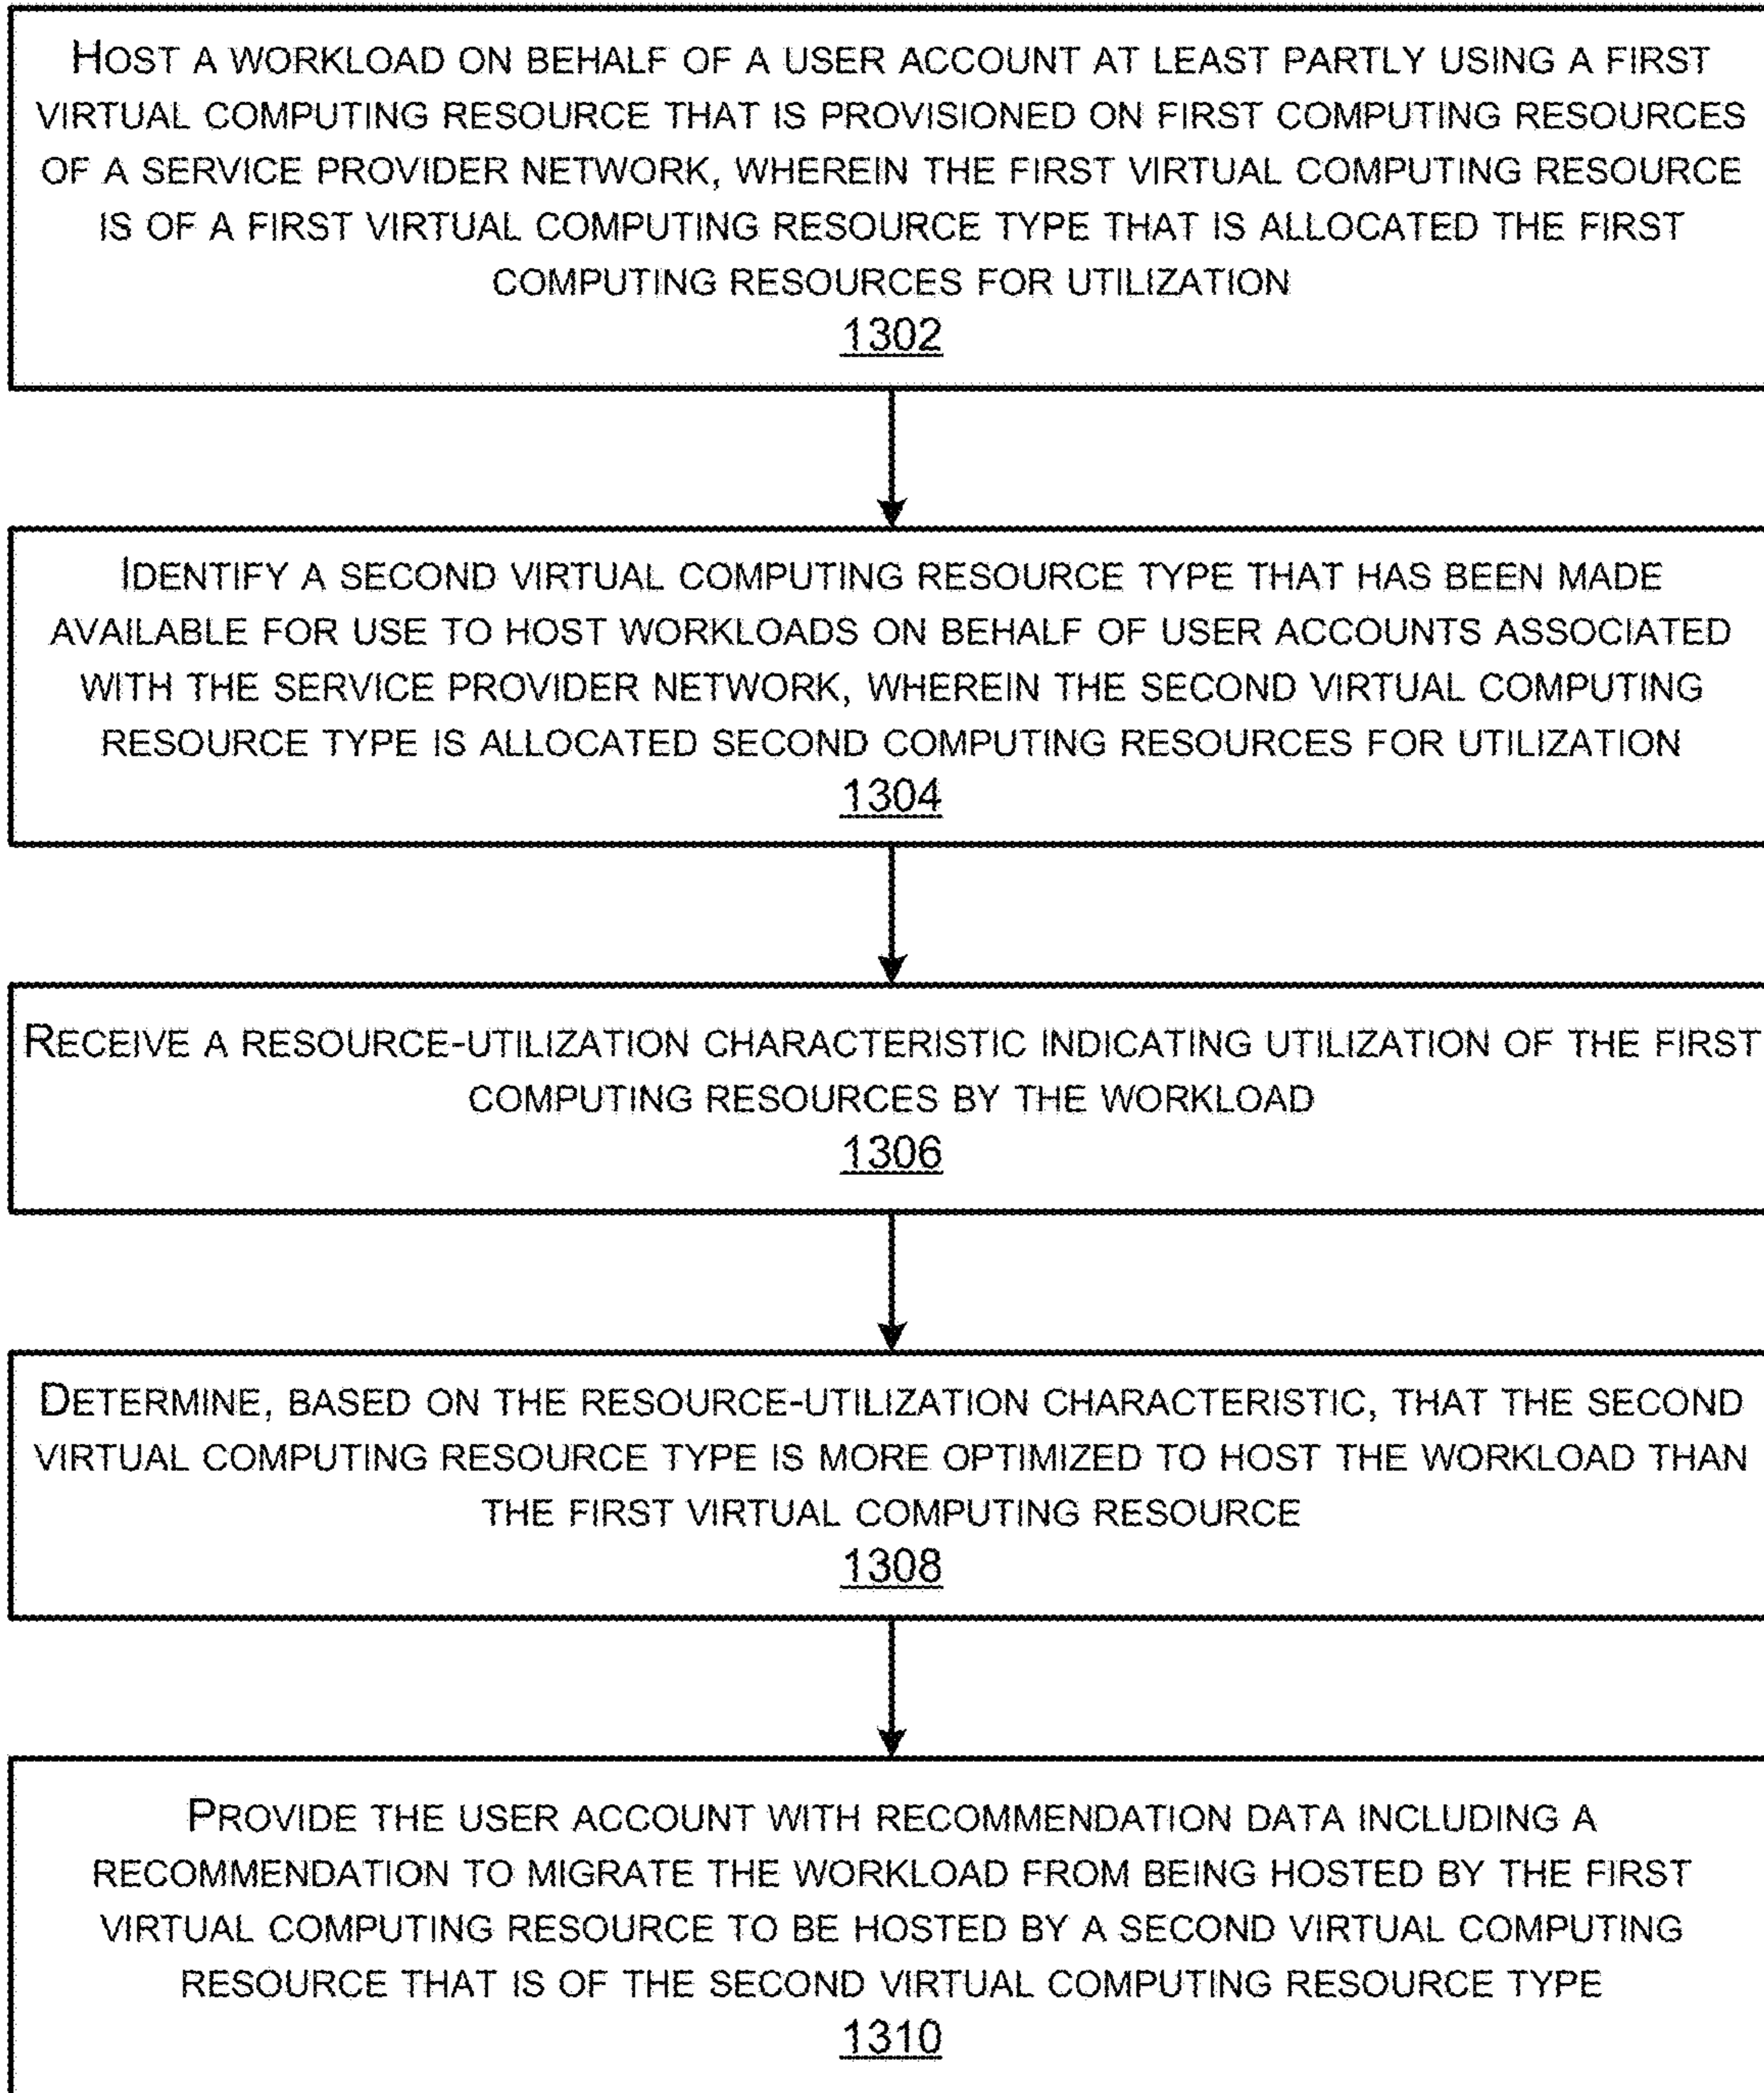 HOST A WORKLOAD ON BEHALF OF A USER ACCOUNT AT LEAST PARTLY USING A FIRST
VIRTUAL COMPUTING RESOURCE THAT IS PROVISIONED ON FIRST COMPUTING RESOURCES
OF A SERVICE PROVIDER NETWORK, WHEREIN THE FIRST VIRTUAL COMPUTING RESOURCE
IS OF A FIRST VIRTUAL COMPUTING RESOURCE TYPE THAT IS ALLOCATED THE FIRST
COMPUTING RESOURCES FOR UTILIZATION
1302
IDENTIFY A SECOND VIRTUAL COMPUTING RESOURCE TYPE THAT HAS BEEN MADE
AVAILABLE FOR USE TO HOST WORKLOADS ON BEHALF OF USER ACCOUNTS ASSOCIATED
WITH THE SERVICE PROVIDER NETWORK, WHEREIN THE SECOND VIRTUAL COMPUTING
RESOURCE TYPE IS ALLOCATED SECOND COMPUTING RESOURCES FOR UTILIZATION
1304
RECEIVE A RESOURCE-UTILIZATION CHARACTERISTIC INDICATING UTILIZATION OF THE FIRST
COMPUTING RESOURCES BY THE WORKLOAD
1306
DETERMINE, BASED ON THE RESOURCE-UTILIZATION CHARACTERISTIC, THAT THE SECOND
VIRTUAL COMPUTING RESOURCE TYPE IS MORE OPTIMIZED TO HOST THE WORKLOAD THAN
THE FIRST VIRTUAL COMPUTING RESOURCE
1308
PROVIDE THE USER ACCOUNT WITH RECOMMENDATION DATA INCLUDING A
RECOMMENDATION TO MIGRATE THE WORKLOAD FROM BEING HOSTED BY THE FIRST
VIRTUAL COMPUTING RESOURCE TO BE HOSTED BY A SECOND VIRTUAL COMPUTING
RESOURCE THAT IS OF THE SECOND VIRTUAL COMPUTING RESOURCE TYPE
1310